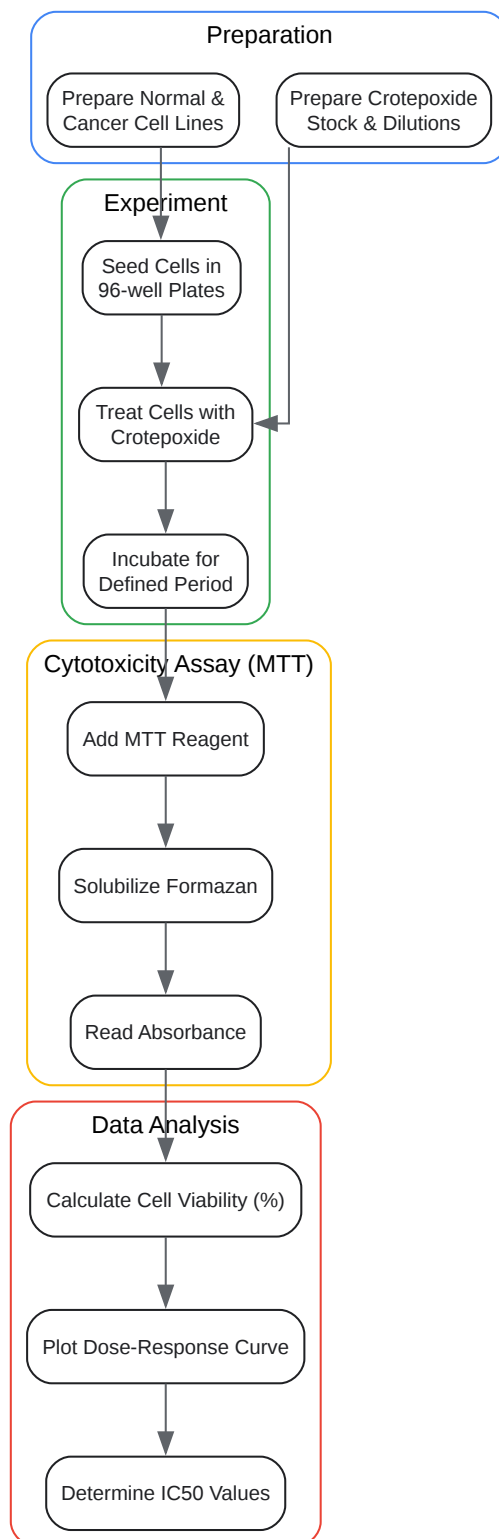 Preparation
Prepare Normal &
Cancer Cell Lines
Prepare Crotepoxide
Stock & Dilutions
Experiment
Seed Cells in
96-well Plates
Treat Cells with
Crotepoxide
Incubate for
Defined Period
Cytotoxicity Assay (MTT)
Add MTT Reagent
Solubilize Formazan
Read Absorbance
Data Analysis
Calculate Cell Viability (%)
Plot Dose-Response Curve
Determine IC50 Values